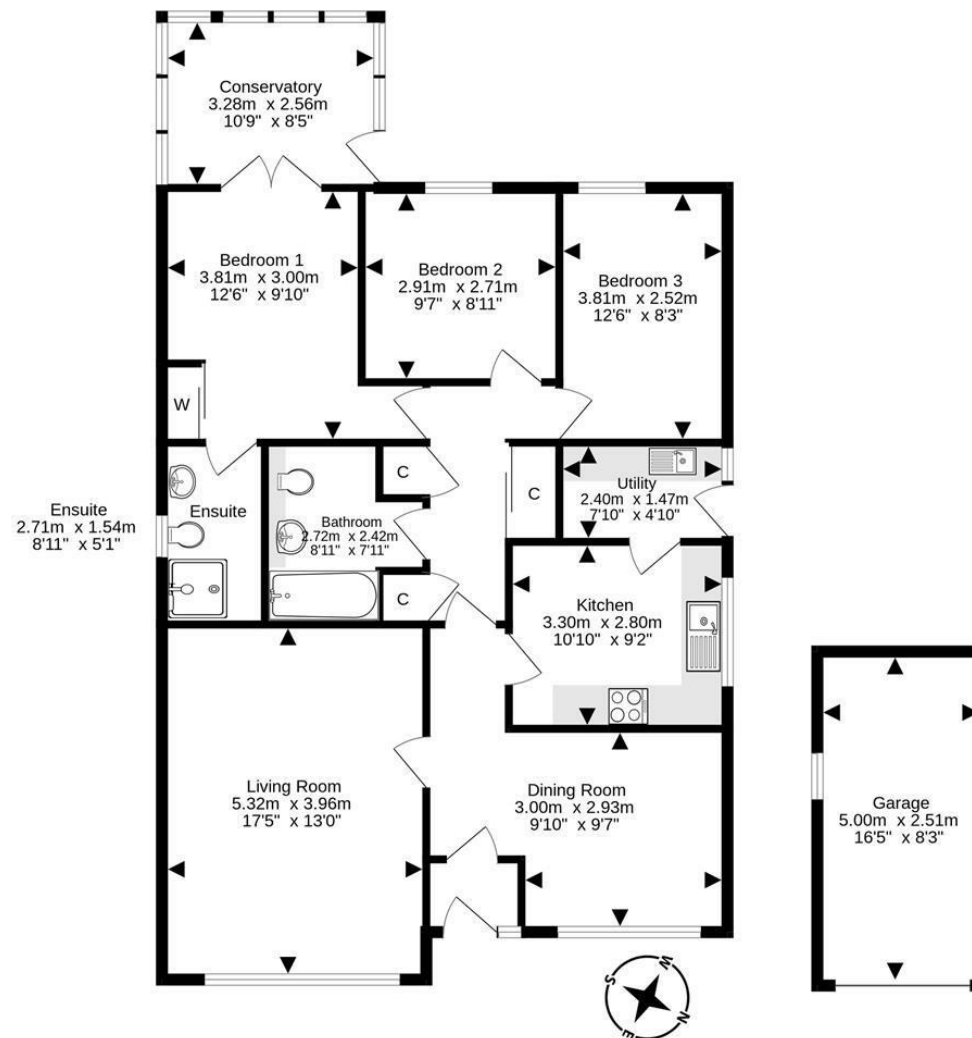 Conservatory
3.28m x 2.56m
10'9" x 8'5"
Bedroom 1
3.81m x 3.00m
12'6" x 9'10"
Bedroom 2
2.91m x 2.71m
9'7" x 8'11"
Bedroom 3
3.81m x 2.52m
12'6" x 8'3"
W
C
C
Utility
2.40m x 1.47m
7'10" x 4'10"
Ensuite
2.71m x 1.54m
8'11" x 5'1"
Ensuite
Bathroom
2.72m x 2.42m
8'11" x 7'11"
C
Kitchen
3.30m x 2.80m
10'10" x 9'2"
Living Room
5.32m x 3.96m
17'5" x 13'0"
Dining Room
3.00m x 2.93m
9'10" x 9'7"
Garage
5.00m x 2.51m
16'5" x 8'3"
W
S
N
E